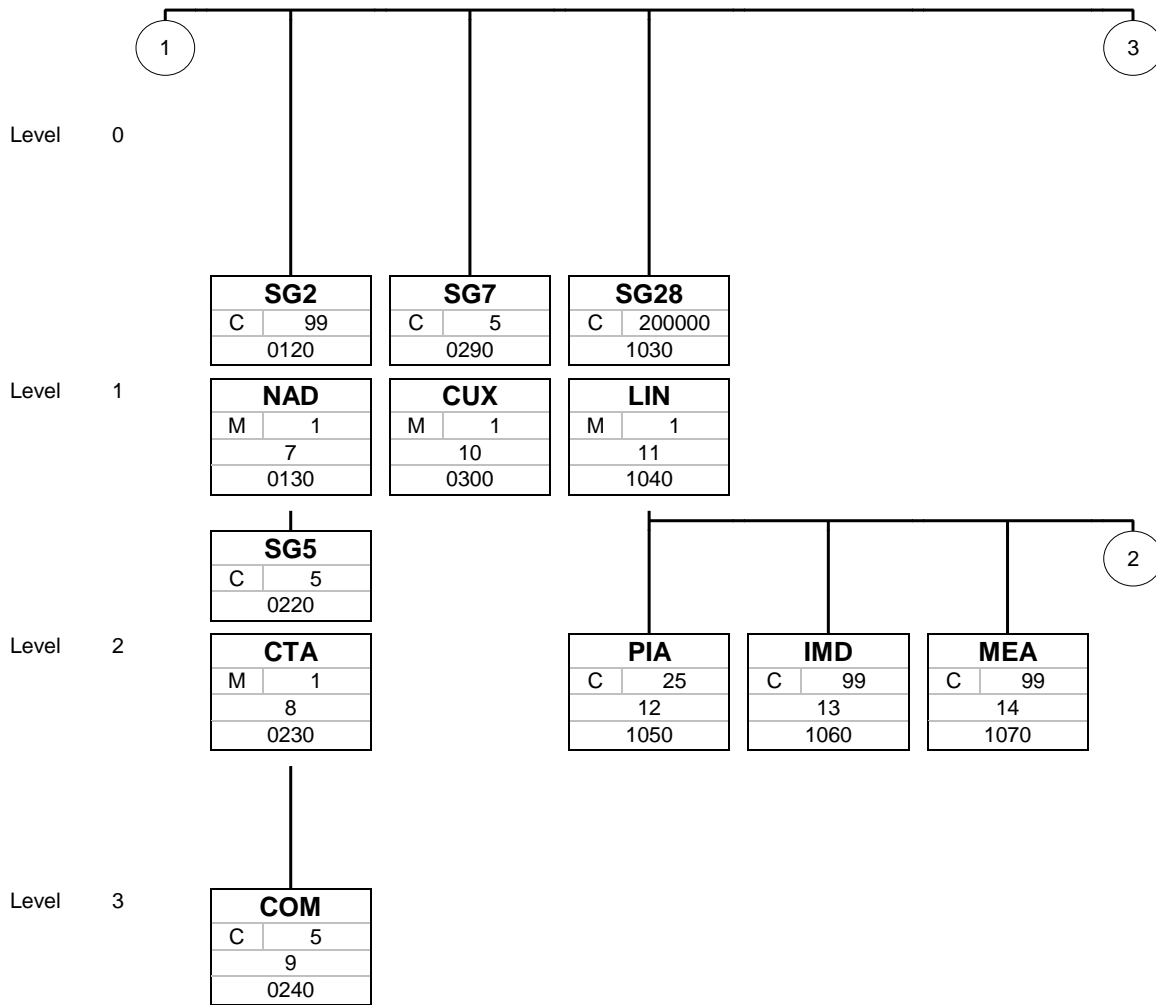 1 3
Level 0
SG2 SG7 SG28
C 99 C 5 C 200000
0120 0290 1030
Level 1
NAD CUX LIN
M 1 M 1 M 1
7 10 11
0130 0300 1040
SG5
C 5
0220
2
Level 2
CTA PIA IMD MEA
M 1 C 25 C 99 C 99
8 12 13 14
0230 1050 1060 1070
Level 3
COM
C 5
9
0240